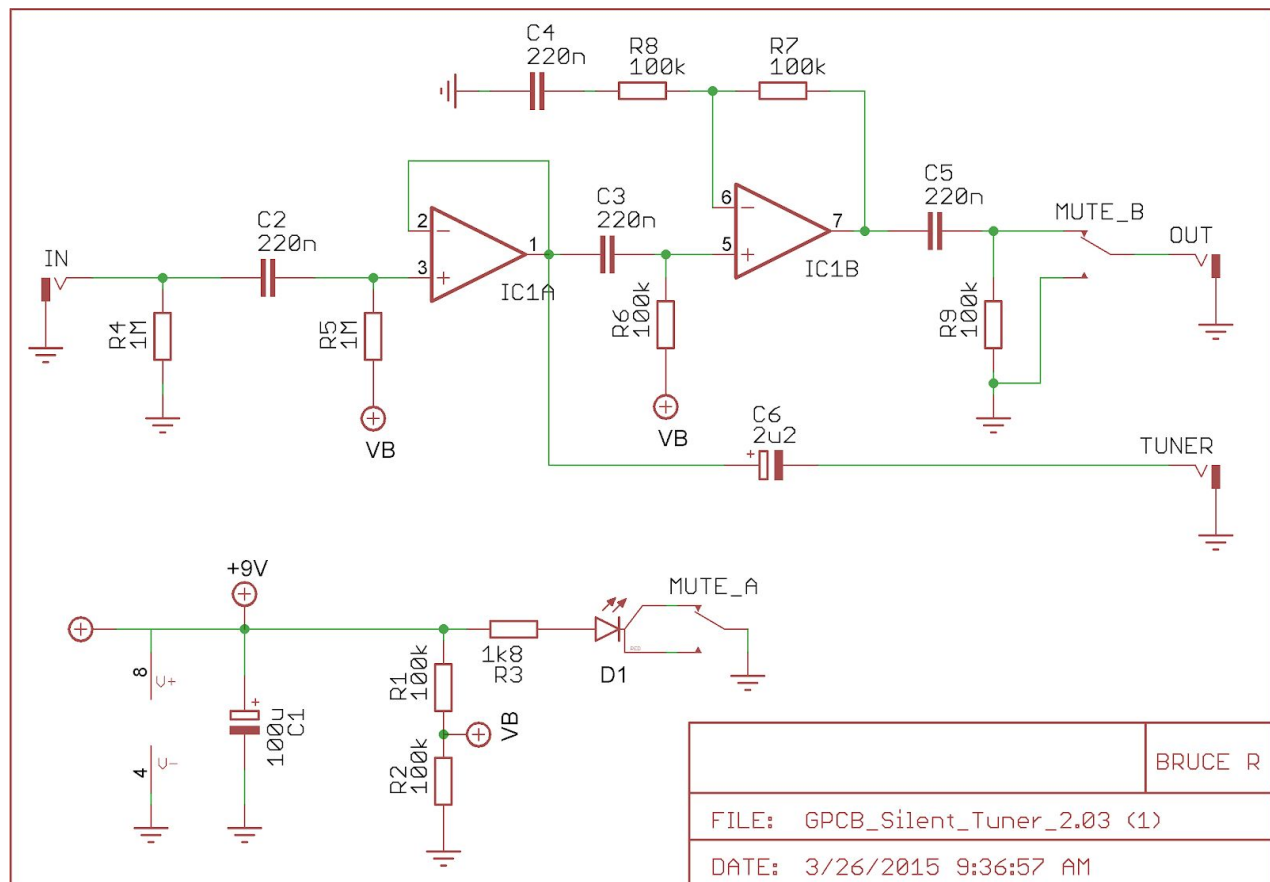 C4
220n
R8
100k
R7
100k
C2
220n
C3
220n
C5
220n
MUTE_B
OUT
IN
2
3
1
IC1A
6
5
7
IC1B
R4
1M
R5
1M
R6
100k
R9
100k
VB
VB
C6
2u2
TUNER
+9V
MUTE_A
8
V+
4
V-
100u
C1
R1
100k
R2
100k
VB
1k8
R3
D1
RED
BRUCE R
FILE: GPCB_Silent_Tuner_2.03 (1)
DATE: 3/26/2015 9:36:57 AM